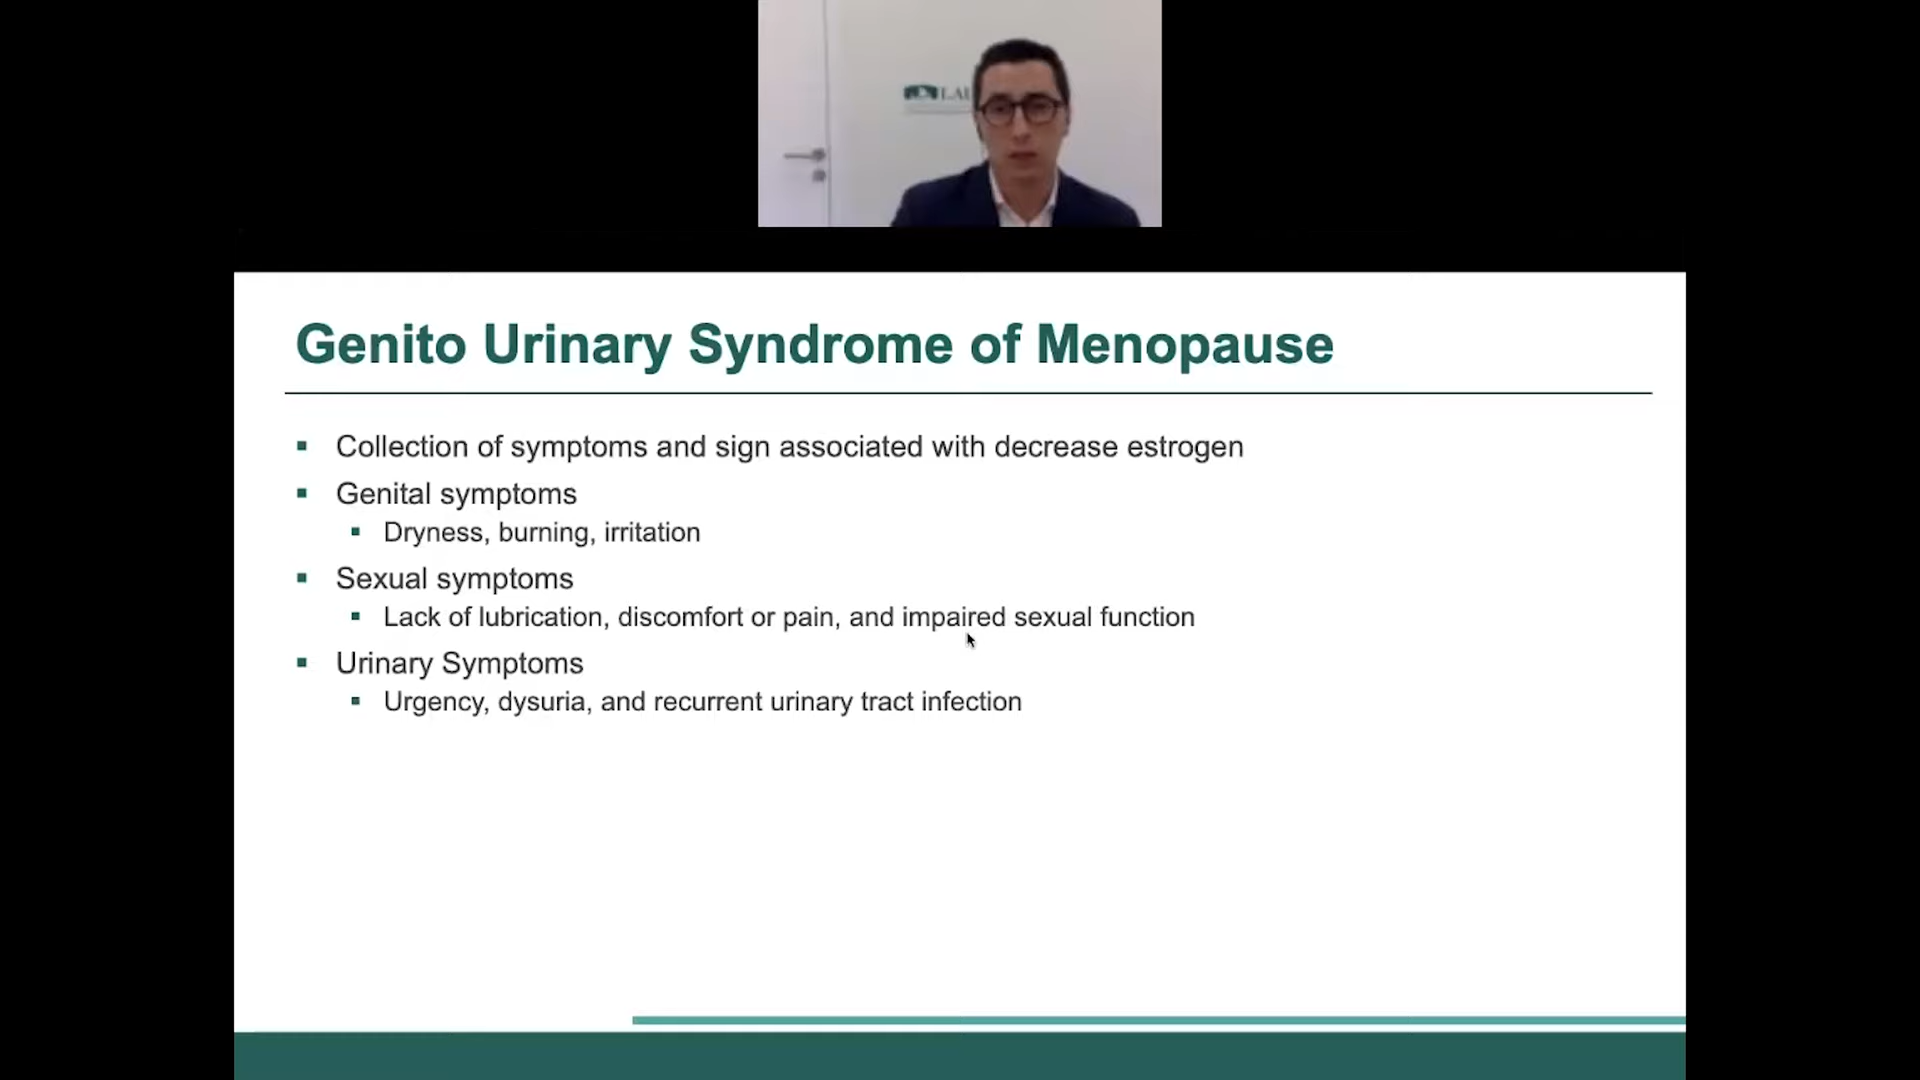 LAU
Genito Urinary Syndrome of Menopause
Collection of symptoms and sign associated with decrease estrogen
Genital symptoms
Dryness, burning, irritation
Sexual symptoms
Lack of lubrication, discomfort or pain, and impaired sexual function
Urinary Symptoms
Urgency, dysuria, and recurrent urinary tract infection